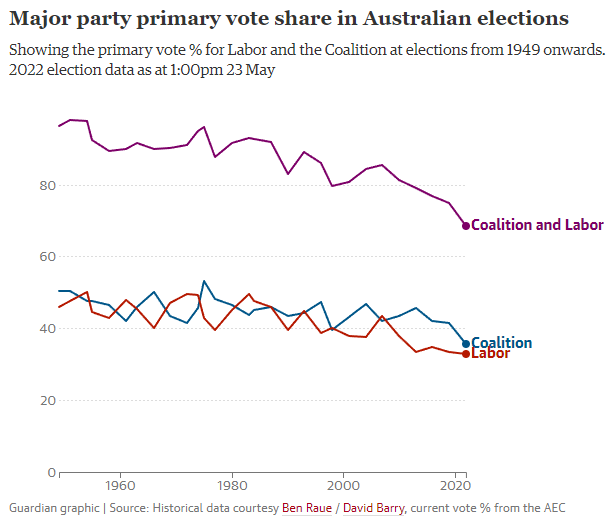 Major party primary vote share in Australian elections
Showing the primary vote % for Labor and the Coalition at elections from 1949 onwards.
2022 election data as at 1:00pm 23 May
80
60
40
20
0
Coalition and Labor
Coalition
Labor
1960
1980
2000
2020
Guardian graphic | Source: Historical data courtesy Ben Raue / David Barry, current vote % from the AEC